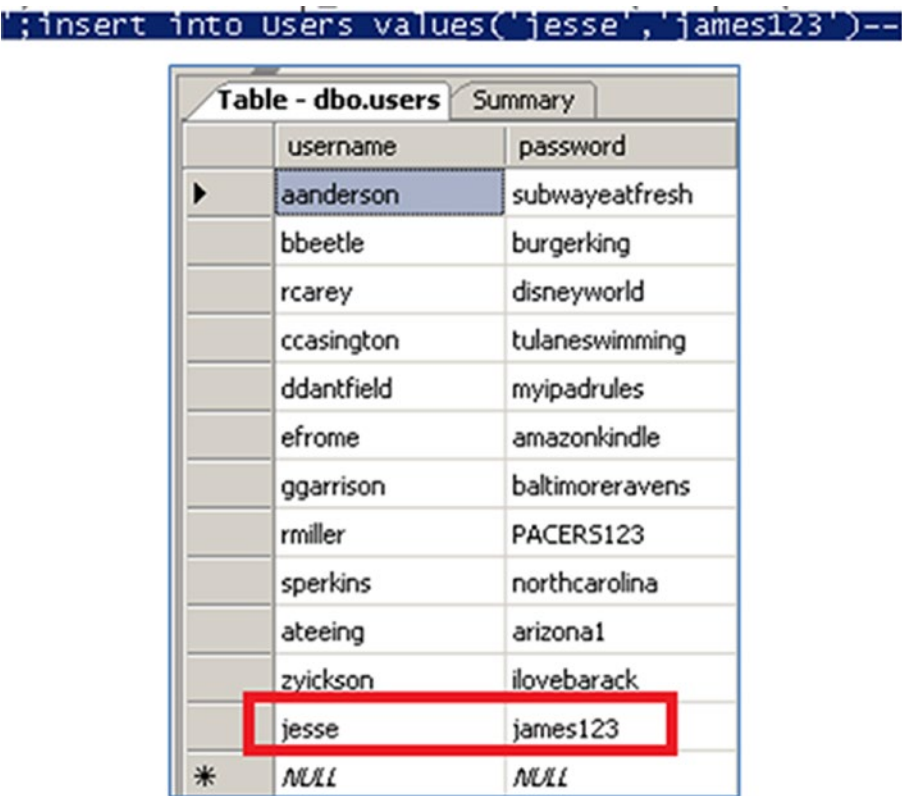 ';insert into Users values('jesse','james123')--
Table - dbo.users Summary
username password
aanderson subwayeatfresh
bbeetle burgerking
rcarey disneyworld
ccasington tulaneswimming
ddantfield myipadrules
efrome amazonkindle
ggarrison baltimoreravens
rmiller PACERS123
sperkins northcarolina
ateeing arizona1
zyickson ilovebarack
jesse james123
NULL NULL